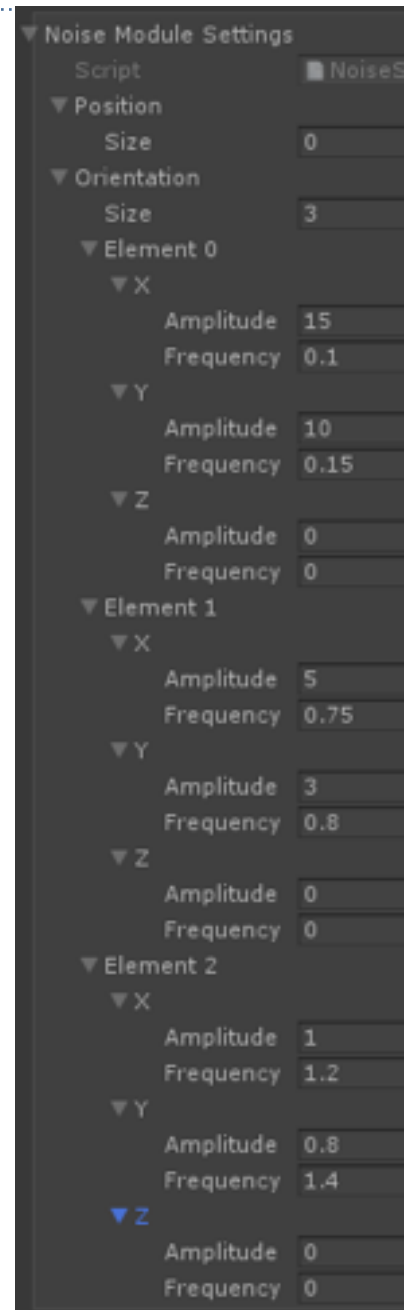 Noise Module Settings
Script NoiseS
Position
Size 0
Orientation
Size 3
Element 0
X
Amplitude 15
Frequency 0.1
Y
Amplitude 10
Frequency 0.15
Z
Amplitude 0
Frequency 0
Element 1
X
Amplitude 5
Frequency 0.75
Y
Amplitude 3
Frequency 0.8
Z
Amplitude 0
Frequency 0
Element 2
X
Amplitude 1
Frequency 1.2
Y
Amplitude 0.8
Frequency 1.4
Z
Amplitude 0
Frequency 0